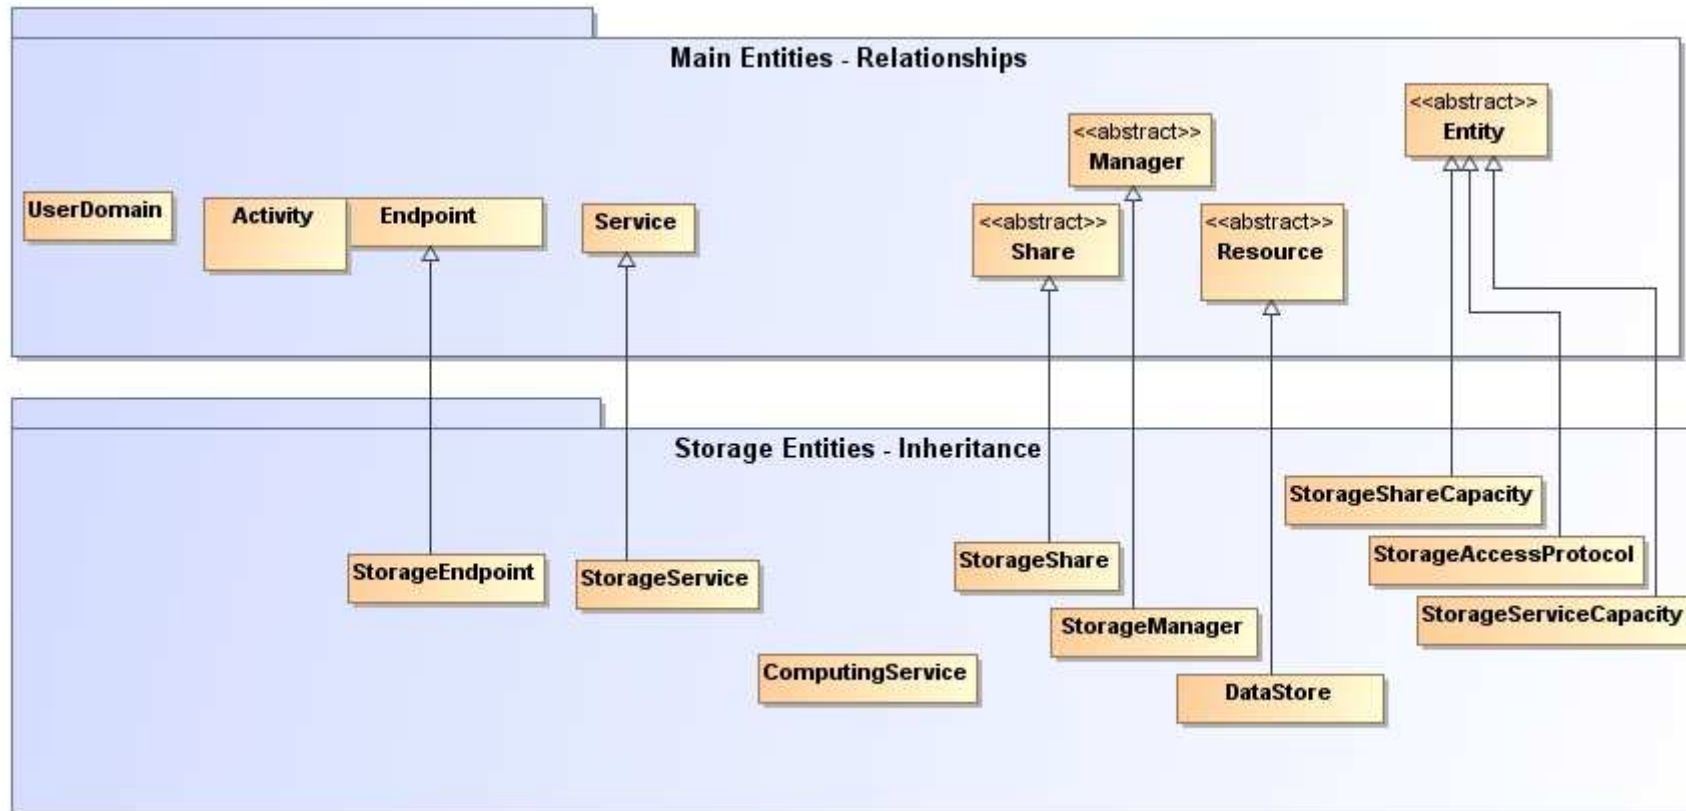 Main Entities - Relationships
<<abstract>>
Entity
<<abstract>>
Manager
UserDomain
Activity
Endpoint
Service
<<abstract>>
Share
<<abstract>>
Resource
Storage Entities - Inheritance
StorageShareCapacity
StorageShare
StorageAccessProtocol
StorageEndpoint
StorageService
StorageServiceCapacity
StorageManager
ComputingService
DataStore